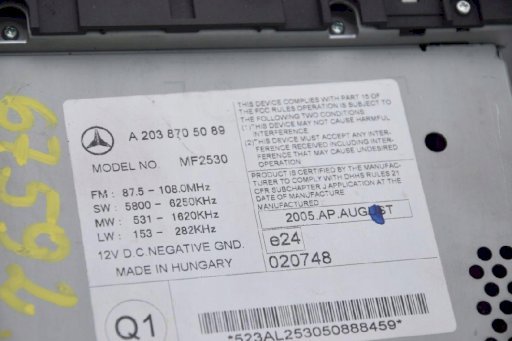 A 203 870 50 89
MODEL NO. MF2530
FM : 87.5 - 108.0MHz
SW : 5800 - 6250KHz
MW : 531 - 1620KHz
LW : 153 - 282KHz
12V D.C NEGATIVE GND.
MADE IN HUNGARY
Q1
THIS DEVICE COMPLIES WITH PART 15 OF
THE FCC RULES OPERATION IS SUBJECT TO
THE FOLLOWING TWO CONDITIONS.
(1)THIS DEVICE MAY NOT CAUSE HARMFUL
INTERFERENCE.
(2)THIS DEVICE MUST ACCEPT ANY INTER-
FERENCE RECEIVED INCLUDING INTER-
FERENCE THAT MAY CAUSE UNDESIRED
OPERATION.
PRODUCT IS CERTIFIED BY THE MANUFAC-
TURER TO COMPLY WITH DHHS RULES 21
CFR SUBCHAPTER J APPLICATION AT THE
DATE OF MANUFACTURE
MANUFACTURED
2005.AP.AUGUST
e24
020748
*523AL253050888459*